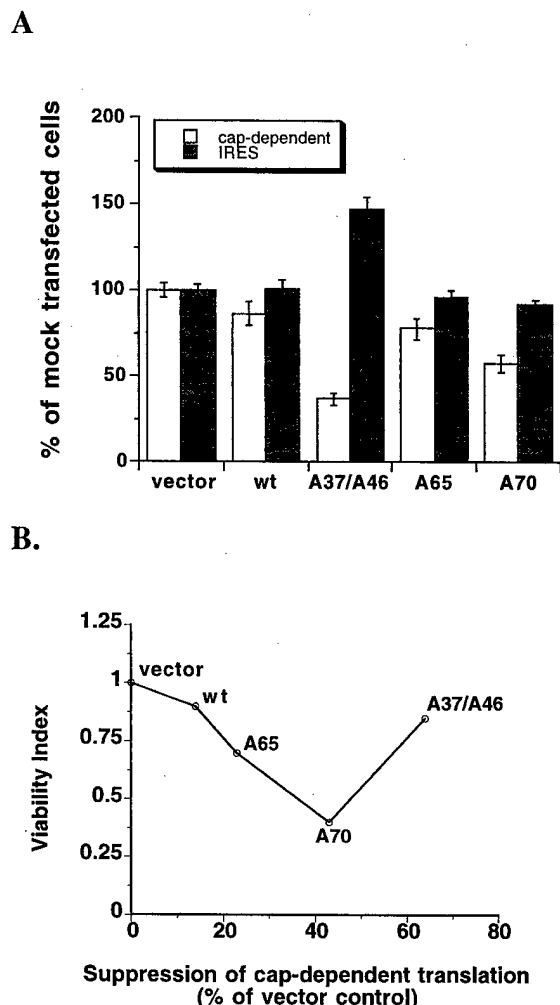 A
% of mock transfected cells
200
150
100
50
0
cap-dependent
IRES
vector wt A37/A46 A65 A70
B.
Viability Index
1.25
1
0.75
0.5
0.25
0
vector
wt
A65
A70
A37/A46
0 20 40 60 80
Suppression of cap-dependent translation
(% of vector control)